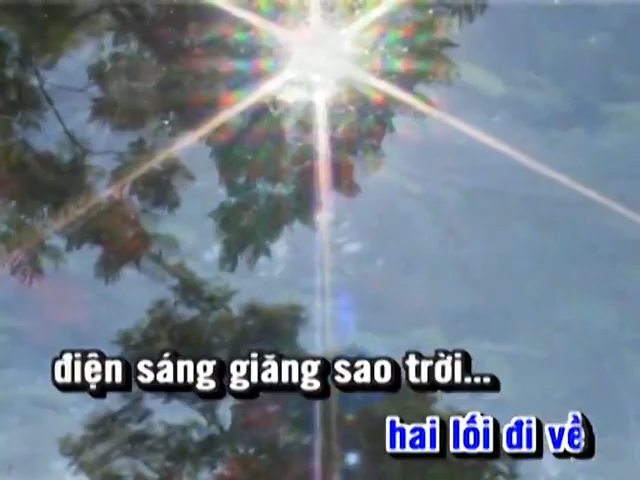 điện sáng giăng sao trời...
hai lối đi về